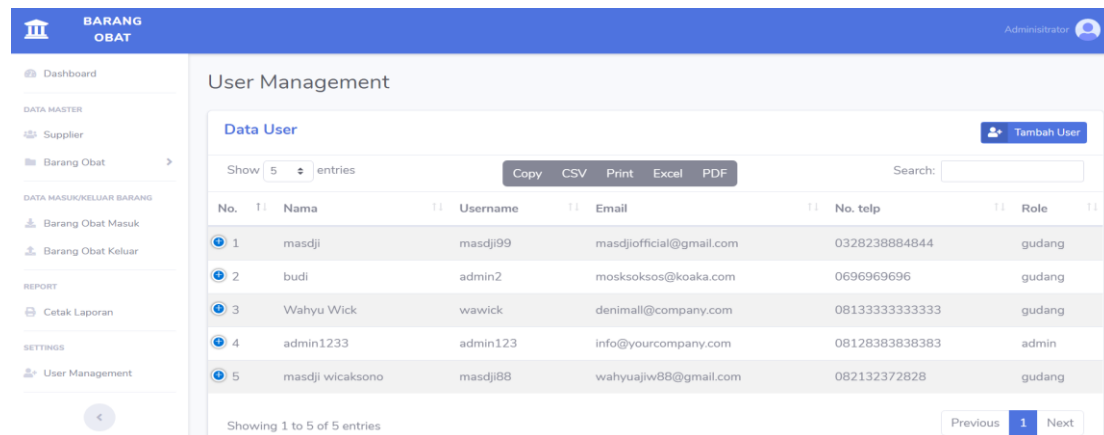 BARANG
OBAT
Adminisitrator
Dashboard
User Management
DATA MASTER
Supplier
Barang Obat
DATA MASUK/KELUAR BARANG
Barang Obat Masuk
Barang Obat Keluar
REPORT
Cetak Laporan
SETTINGS
User Management
Data User
Tambah User
Show 5 entries
Copy CSV Print Excel PDF
Search:
No. Nama Username Email No. telp Role
1 masdji masdji99 masdjiofficial@gmail.com 0328238884844 gudang
2 budi admin2 mosksoksos@koaka.com 0696969696 gudang
3 Wahyu Wick wawick denimall@company.com 08133333333333 gudang
4 admin1233 admin123 info@yourcompany.com 08128383838383 admin
5 masdji wicaksono masdji88 wahyuajiw88@gmail.com 082132372828 gudang
Showing 1 to 5 of 5 entries
Previous 1 Next